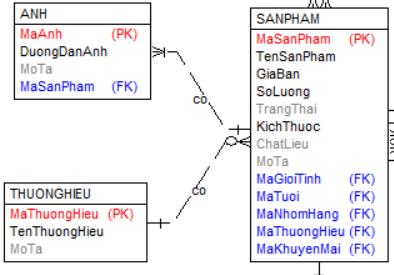 ANH
MaAnh (PK)
DuongDanAnh
MoTa
MaSanPham (FK)
co
SANPHAM
MaSanPham (PK)
TenSanPham
GiaBan
SoLuong
TrangThai
KichThuoc
ChatLieu
MoTa
MaGioiTinh (FK)
MaTuoi (FK)
MaNhomHang (FK)
MaThuongHieu (FK)
MaKhuyenMai (FK)
co
THUONGHIEU
MaThuongHieu (PK)
TenThuongHieu
MoTa